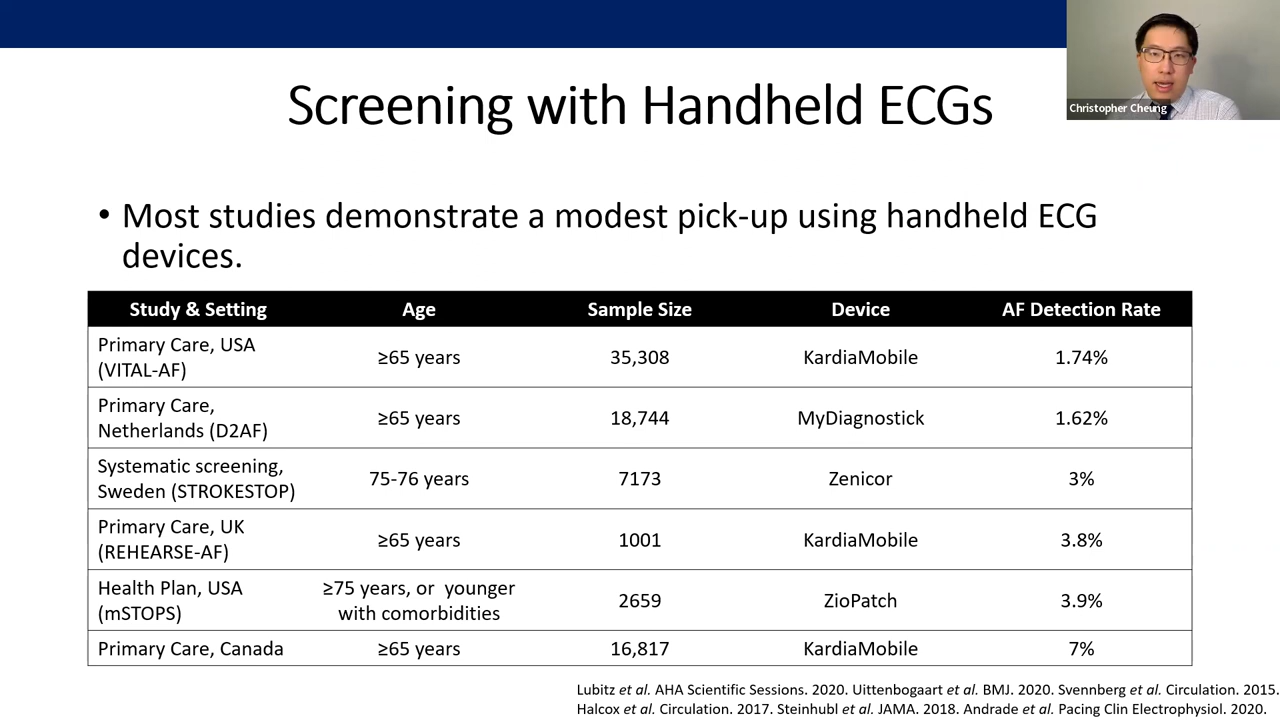 Christopher Cheung
Screening with Handheld ECGs
• Most studies demonstrate a modest pick-up using handheld ECG
devices.
Study & Setting Age Sample Size Device AF Detection Rate
Primary Care, USA
(VITAL-AF) ≥65 years 35,308 KardiaMobile 1.74%
Primary Care,
Netherlands (D2AF) ≥65 years 18,744 MyDiagnostick 1.62%
Systematic screening,
Sweden (STROKESTOP) 75-76 years 7173 Zenicor 3%
Primary Care, UK
(REHEARSE-AF) ≥65 years 1001 KardiaMobile 3.8%
Health Plan, USA
(mSTOPS) ≥75 years, or younger
with comorbidities 2659 ZioPatch 3.9%
Primary Care, Canada ≥65 years 16,817 KardiaMobile 7%
Lubitz et al. AHA Scientific Sessions. 2020. Uittenbogaart et al. BMJ. 2020. Svennberg et al. Circulation. 2015.
Halcox et al. Circulation. 2017. Steinhubl et al. JAMA. 2018. Andrade et al. Pacing Clin Electrophysiol. 2020.